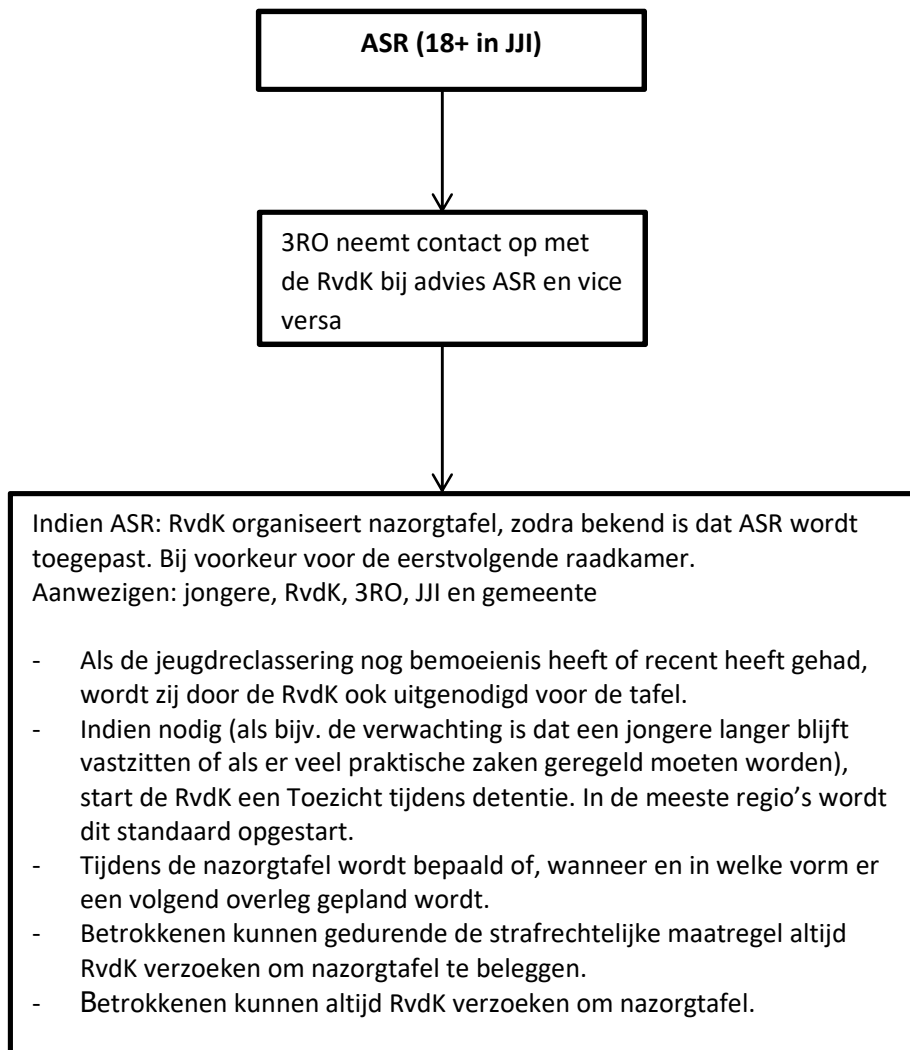 ASR (18+ in JJI)
3RO neemt contact op met
de RvdK bij advies ASR en vice
versa
Indien ASR: RvdK organiseert nazorgtafel, zodra bekend is dat ASR wordt
toegepast. Bij voorkeur voor de eerstvolgende raadkamer.
Aanwezigen: jongere, RvdK, 3RO, JJI en gemeente
- Als de jeugdreclassering nog bemoeienis heeft of recent heeft gehad,
wordt zij door de RvdK ook uitgenodigd voor de tafel.
- Indien nodig (als bijv. de verwachting is dat een jongere langer blijft
vastzitten of als er veel praktische zaken geregeld moeten worden),
start de RvdK een Toezicht tijdens detentie. In de meeste regio's wordt
dit standaard opgestart.
- Tijdens de nazorgtafel wordt bepaald of, wanneer en in welke vorm er
een volgend overleg gepland wordt.
- Betrokkenen kunnen gedurende de strafrechtelijke maatregel altijd
RvdK verzoeken om nazorgtafel te beleggen.
- Betrokkenen kunnen altijd RvdK verzoeken om nazorgtafel.